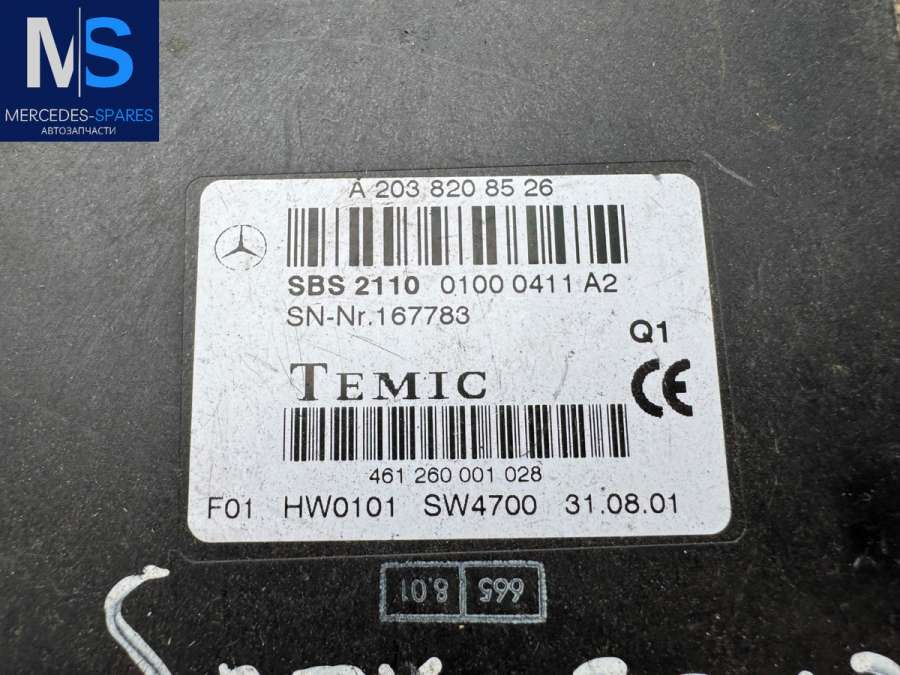 MS
MERCEDES-SPARES
АВТОЗАПЧАСТИ
A 203 820 85 26
SBS 2110 0100 0411 A2
SN-Nr.167783
Q1
TEMIC
CE
461 260 001 028
F01 HW0101 SW4700 31.08.01
665 8.01